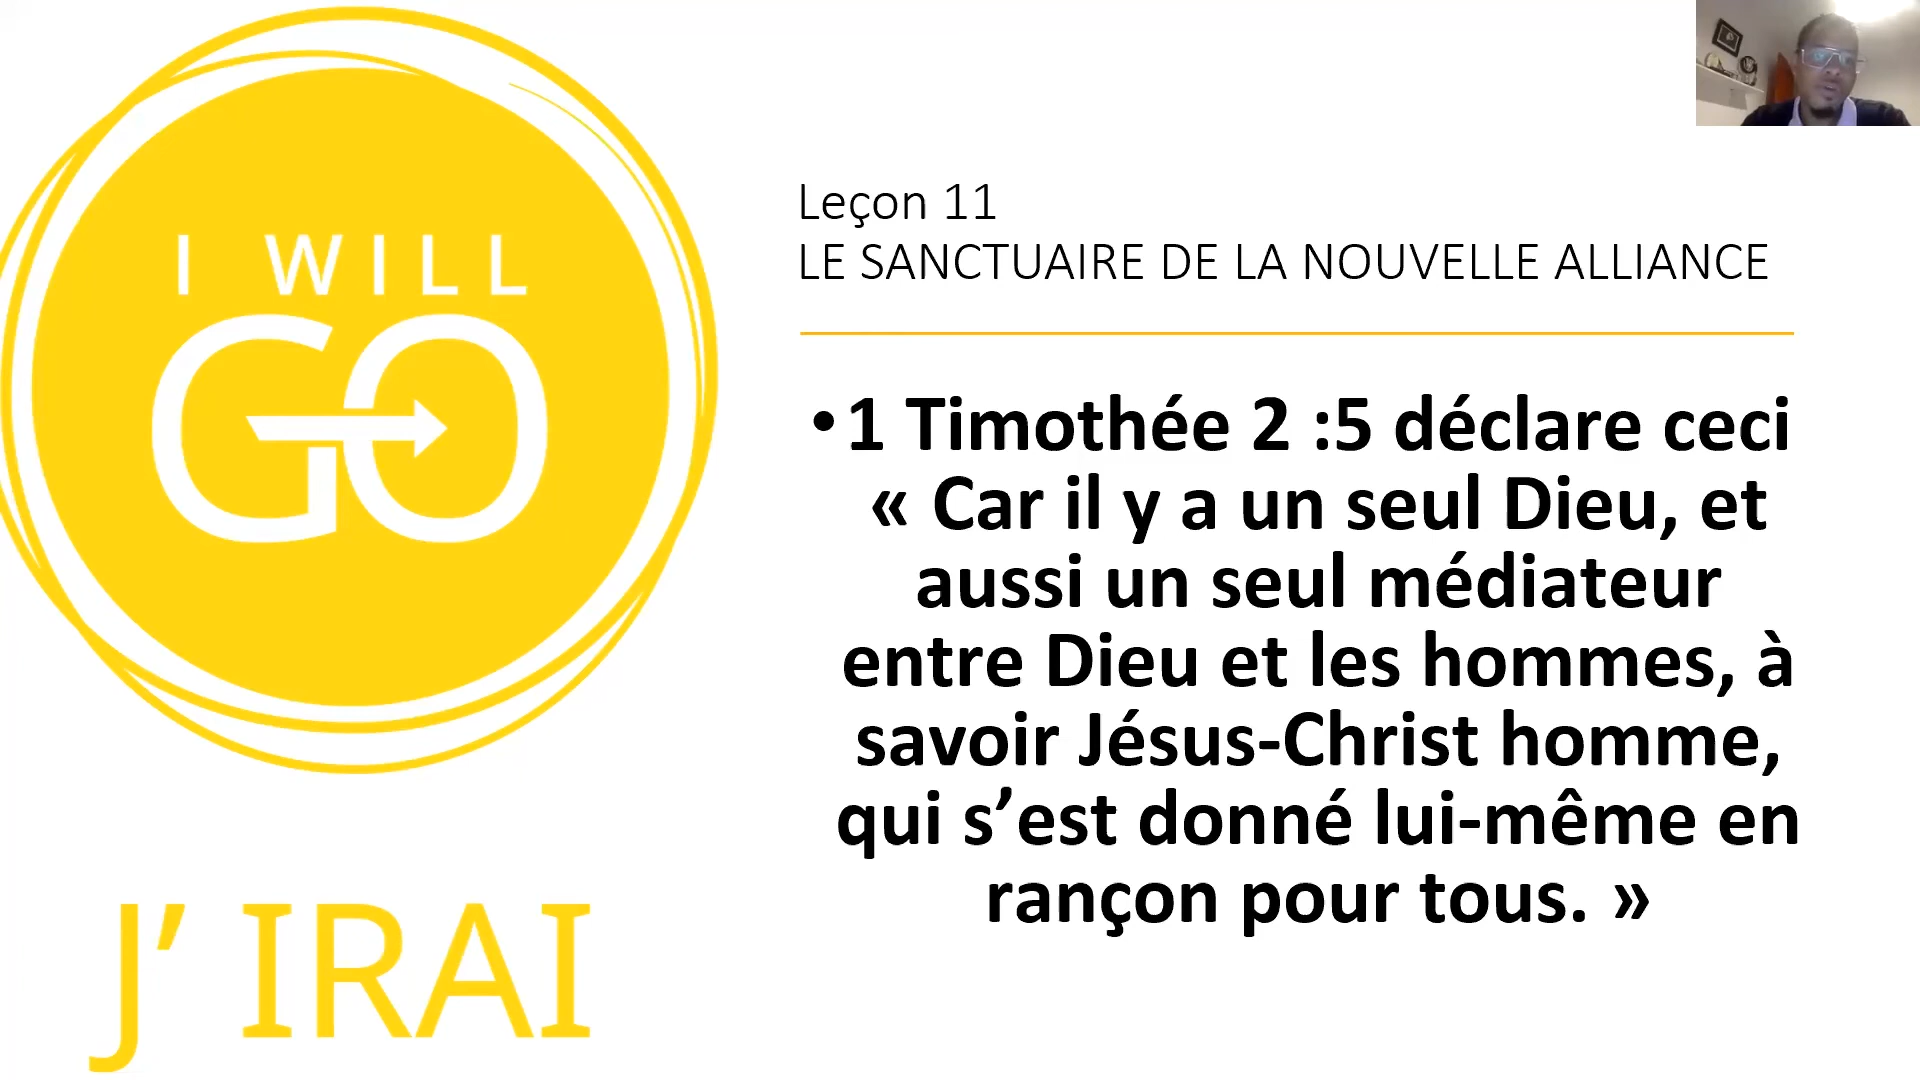 I WILL
GO
J’ IRAI
Leçon 11
LE SANCTUAIRE DE LA NOUVELLE ALLIANCE
•1 Timothée 2 :5 déclare ceci
« Car il y a un seul Dieu, et
aussi un seul médiateur
entre Dieu et les hommes, à
savoir Jésus-Christ homme,
qui s’est donné lui-même en
rançon pour tous. »